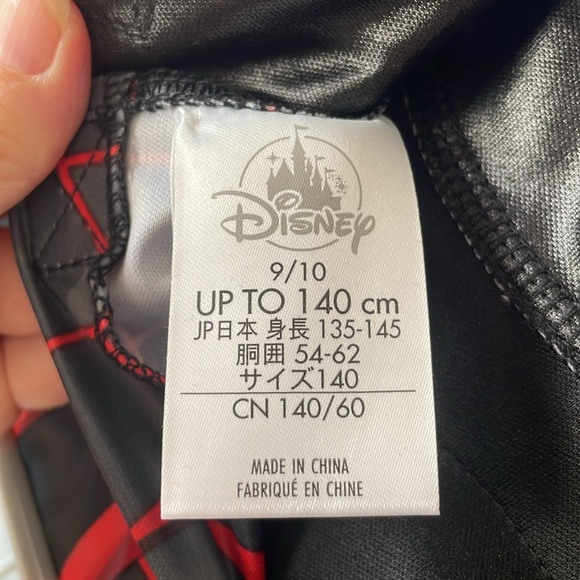 Disney
9/10
UP TO 140 cm
JP日本 身長 135-145
胴囲 54-62
サイズ140
CN 140/60
MADE IN CHINA
FABRIQUÉ EN CHINE